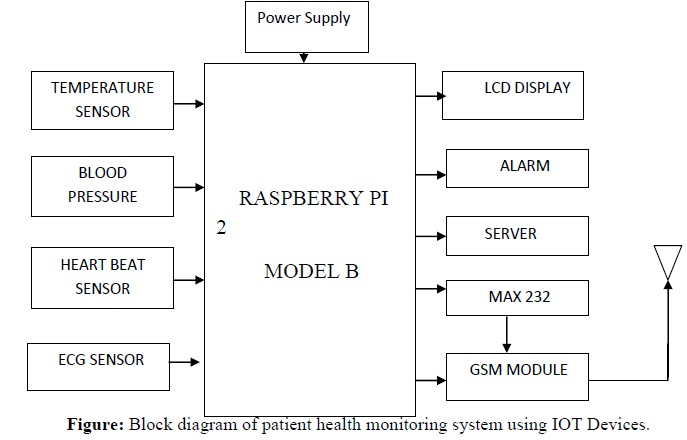 Power Supply
TEMPERATURE
SENSOR
BLOOD
PRESSURE
HEART BEAT
SENSOR
ECG SENSOR
RASPBERRY PI
2
MODEL B
LCD DISPLAY
ALARM
SERVER
MAX 232
GSM MODULE
Figure: Block diagram of patient health monitoring system using IOT Devices.